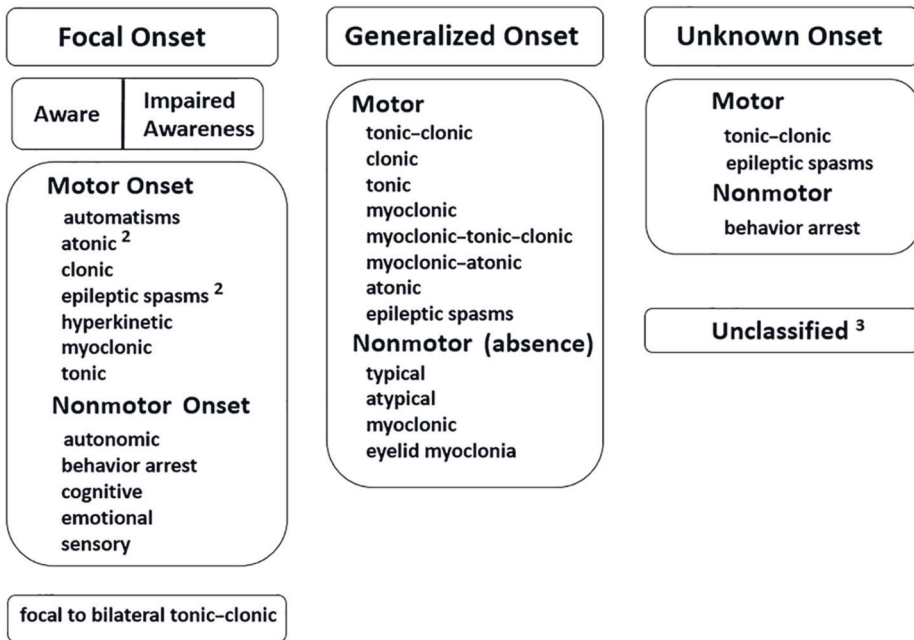 Focal Onset
Aware
Impaired
Awareness
Motor Onset
automatisms
atonic ²
clonic
epileptic spasms ²
hyperkinetic
myoclonic
tonic
Nonmotor Onset
autonomic
behavior arrest
cognitive
emotional
sensory
focal to bilateral tonic–clonic
Generalized Onset
Motor
tonic–clonic
clonic
tonic
myoclonic
myoclonic–tonic–clonic
myoclonic–atonic
atonic
epileptic spasms
Nonmotor (absence)
typical
atypical
myoclonic
eyelid myoclonia
Unknown Onset
Motor
tonic–clonic
epileptic spasms
Nonmotor
behavior arrest
Unclassified ³